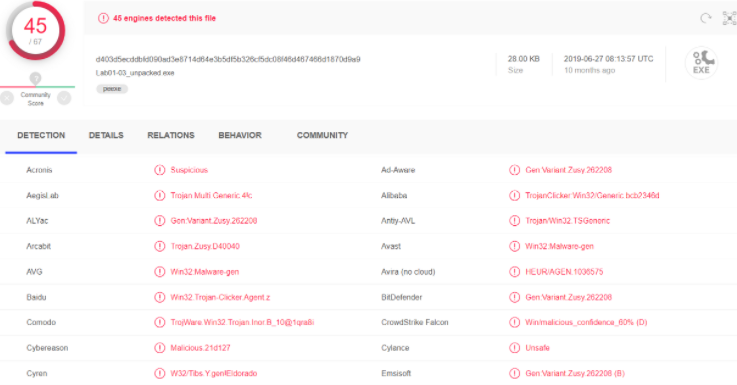 45
/ 67
Community
Score
45 engines detected this file
d403d5ecddbfd090ad3e8714d64e3b5df5b326cf5dc08f46d467466d1870d9a9
Lab01-03_unpacked.exe
peexe
28.00 KB
Size
2019-06-27 08:13:57 UTC
10 months ago
EXE
DETECTION DETAILS RELATIONS BEHAVIOR COMMUNITY
Acronis Suspicious Ad-Aware Gen:Variant.Zusy.262208
AegisLab Trojan.Multi.Generic.4!c Alibaba TrojanClicker:Win32/Generic.bcb2346d
ALYac Gen:Variant.Zusy.262208 Antiy-AVL Trojan/Win32.TSGeneric
Arcabit Trojan.Zusy.D40040 Avast Win32:Malware-gen
AVG Win32:Malware-gen Avira (no cloud) HEUR/AGEN.1036575
Baidu Win32.Trojan-Clicker.Agent.z BitDefender Gen:Variant.Zusy.262208
Comodo TrojWare.Win32.Trojan.Inor.B_10@1qra8i CrowdStrike Falcon Win/malicious_confidence_60% (D)
Cybereason Malicious.21d127 Cylance Unsafe
Cyren W32/Tibs.Y.gen!Eldorado Emsisoft Gen:Variant.Zusy.262208 (B)